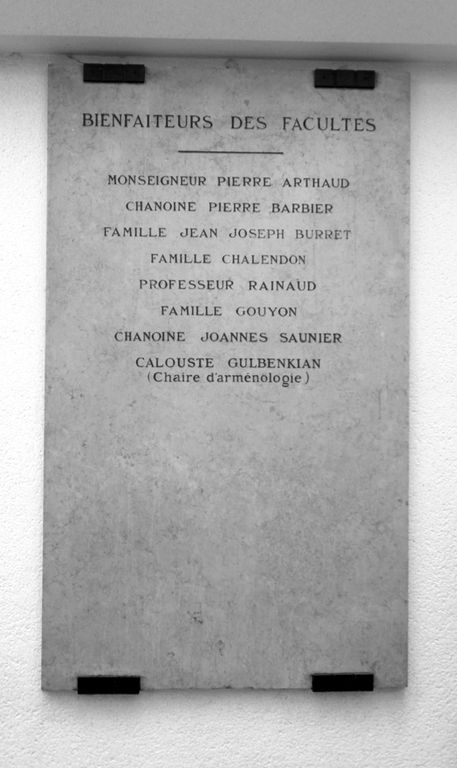 BIENFAITEURS DES FACULTES
MONSEIGNEUR PIERRE ARTHAUD
CHANOINE PIERRE BARBIER
FAMILLE JEAN JOSEPH BURRET
FAMILLE CHALENDON
PROFESSEUR RAINAUD
FAMILLE GOUYON
CHANOINE JOANNES SAUNIER
CALOUSTE GULBENKIAN
(Chaire d'arménologie)